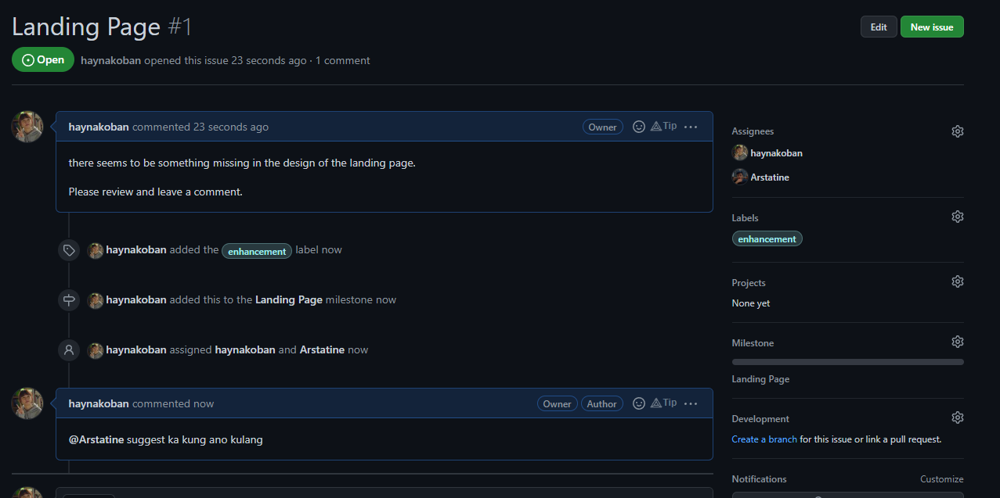 Landing Page #1
Edit
New issue
Open
haynakoban opened this issue 23 seconds ago · 1 comment
haynakoban commented 23 seconds ago
Owner
Tip
there seems to be something missing in the design of the landing page.
Please review and leave a comment.
haynakoban added the enhancement label now
haynakoban added this to the Landing Page milestone now
haynakoban assigned haynakoban and Arstatine now
haynakoban commented now
Owner
Author
Tip
@Arstatine suggest ka kung ano kulang
Assignees
haynakoban
Arstatine
Labels
enhancement
Projects
None yet
Milestone
Landing Page
Development
Create a branch for this issue or link a pull request.
Notifications
Customize